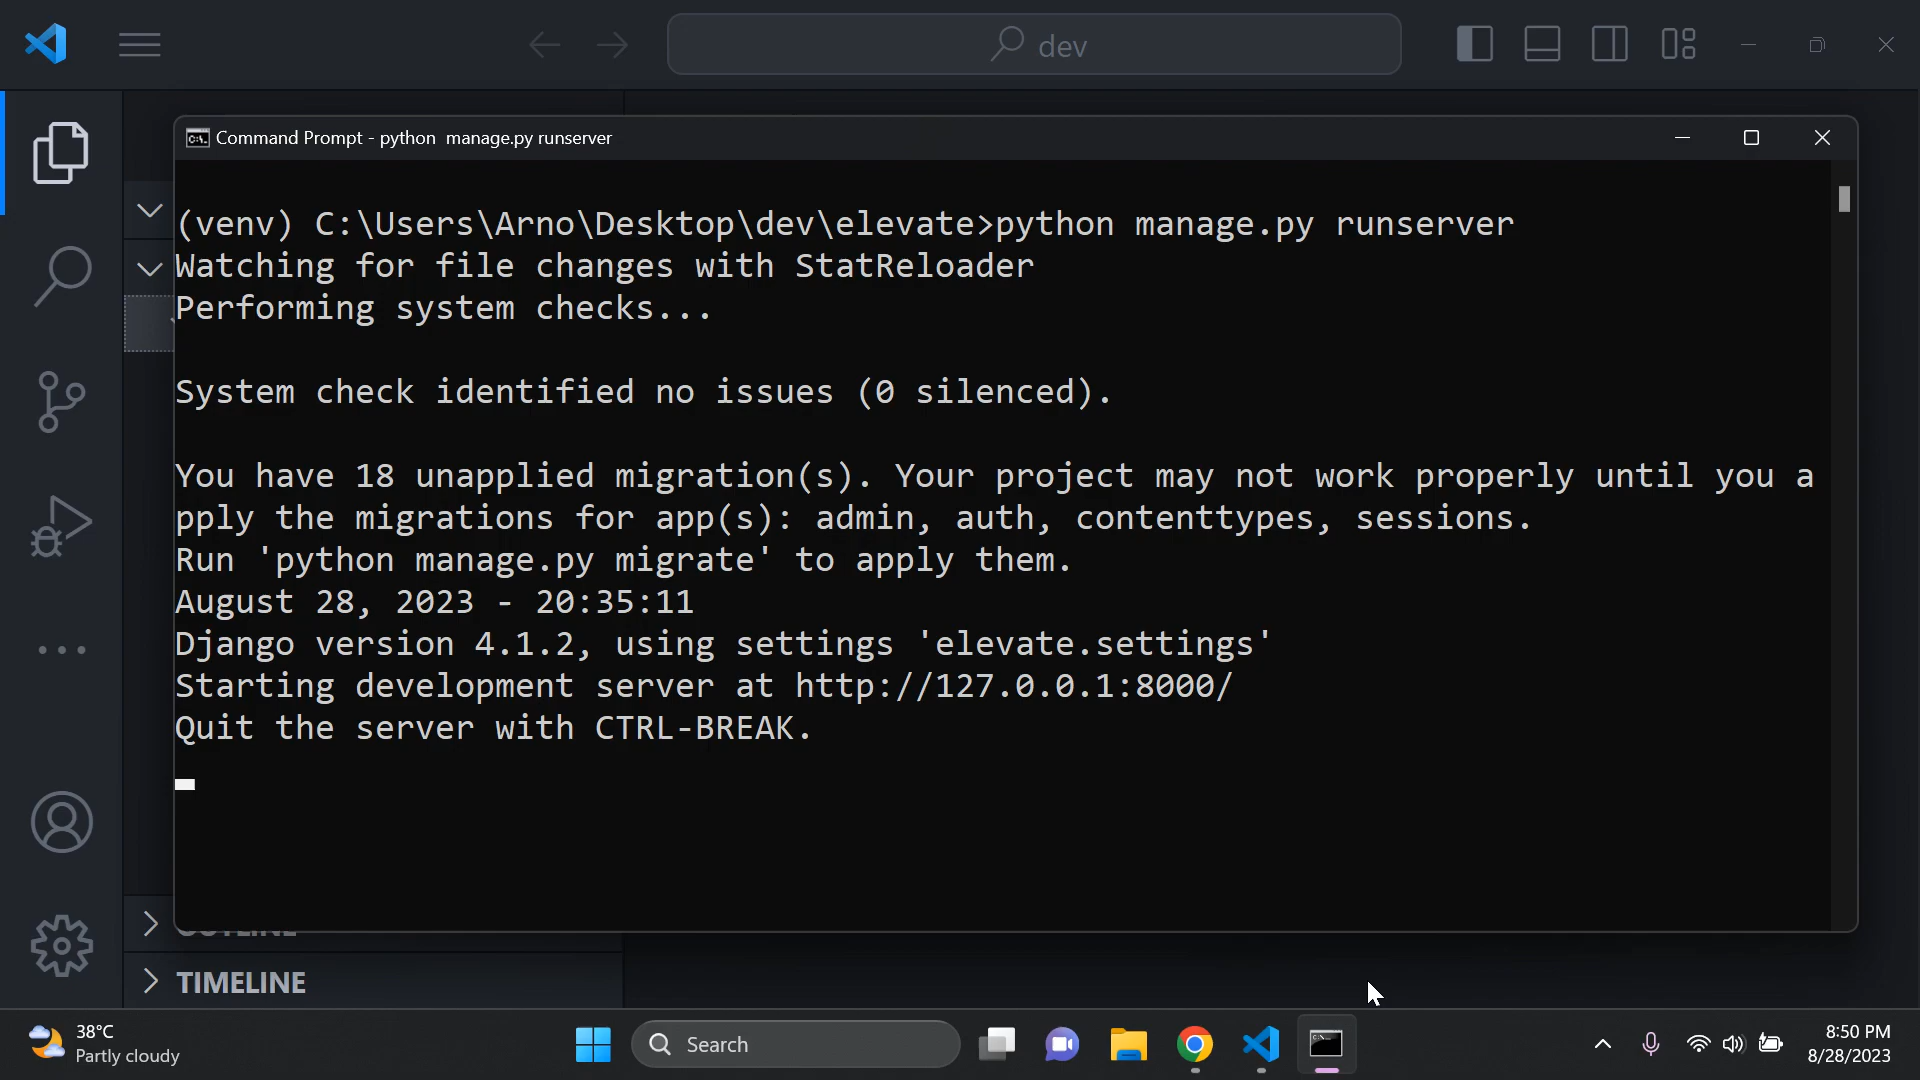 dev
Command Prompt - python  manage.py runserver
(venv) C:\Users\Arno\Desktop\dev\elevate>python manage.py runserver
Watching for file changes with StatReloader
Performing system checks...
System check identified no issues (0 silenced).
You have 18 unapplied migration(s). Your project may not work properly until you a
pply the migrations for app(s): admin, auth, contenttypes, sessions.
Run 'python manage.py migrate' to apply them.
August 28, 2023 - 20:35:11
Django version 4.1.2, using settings 'elevate.settings'
Starting development server at http://127.0.0.1:8000/
Quit the server with CTRL-BREAK.
OUTLINE
TIMELINE
38°C
Partly cloudy
Search
8:50 PM
8/28/2023